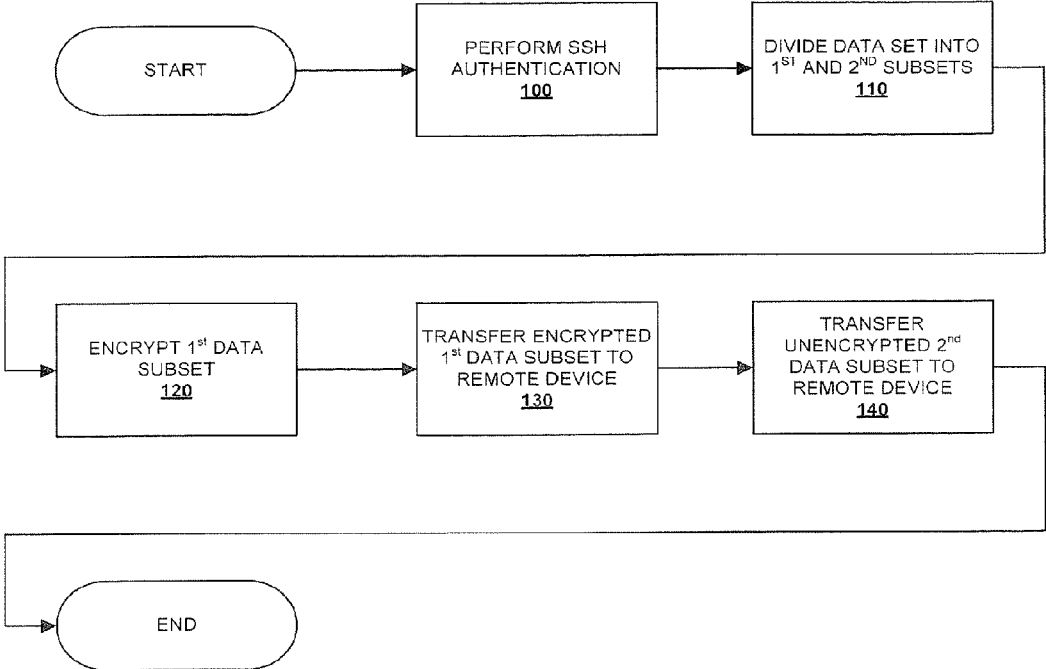 START
PERFORM SSH
AUTHENTICATION
100
DIVIDE DATA SET INTO
1ST AND 2ND SUBSETS
110
ENCRYPT 1st DATA
SUBSET
120
TRANSFER ENCRYPTED
1st DATA SUBSET TO
REMOTE DEVICE
130
TRANSFER
UNENCRYPTED 2nd
DATA SUBSET TO
REMOTE DEVICE
140
END